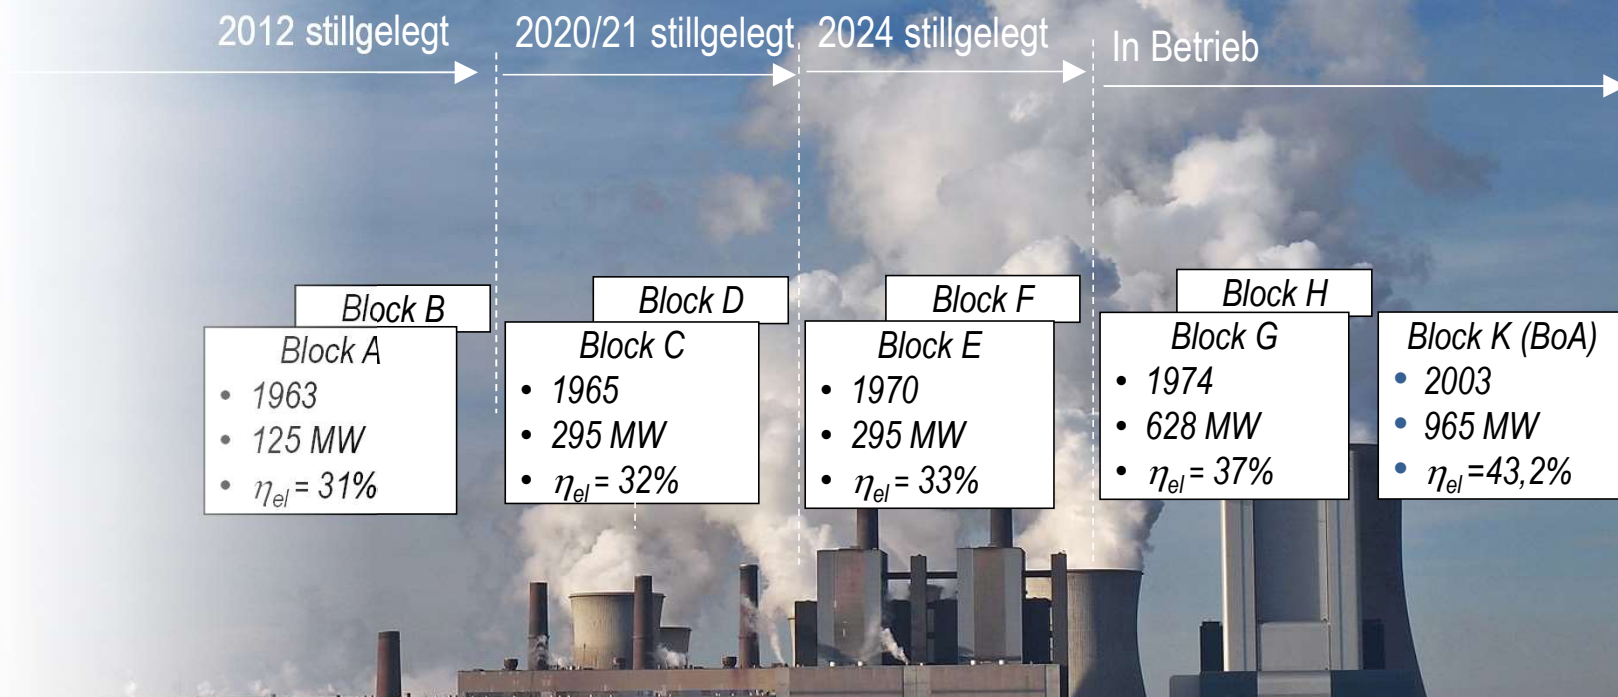 2012 stillgelegt
2020/21 stillgelegt
2024 stillgelegt
In Betrieb
Block B
Block A
• 1963
• 125 MW
• ηel = 31%
Block D
Block C
• 1965
• 295 MW
• ηel = 32%
Block F
Block E
• 1970
• 295 MW
• ηel = 33%
Block H
Block G
• 1974
• 628 MW
• ηel = 37%
Block K (BoA)
• 2003
• 965 MW
• ηel =43,2%